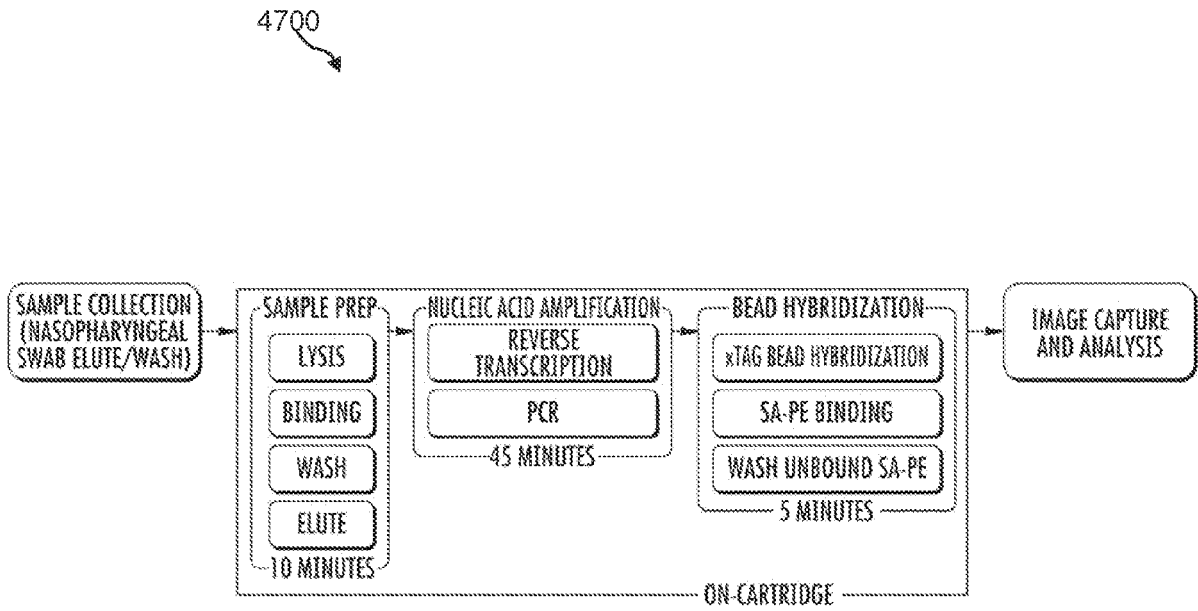 4700
SAMPLE COLLECTION
(NASOPHARYNGEAL
SWAB ELUTE/WASH)
SAMPLE PREP
LYSIS
BINDING
WASH
ELUTE
10 MINUTES
NUCLEIC ACID AMPLIFICATION
REVERSE
TRANSCRIPTION
PCR
45 MINUTES
BEAD HYBRIDIZATION
xTAG BEAD HYBRIDIZATION
SA-PE BINDING
WASH UNBOUND SA-PE
5 MINUTES
ON-CARTRIDGE
IMAGE CAPTURE
AND ANALYSIS